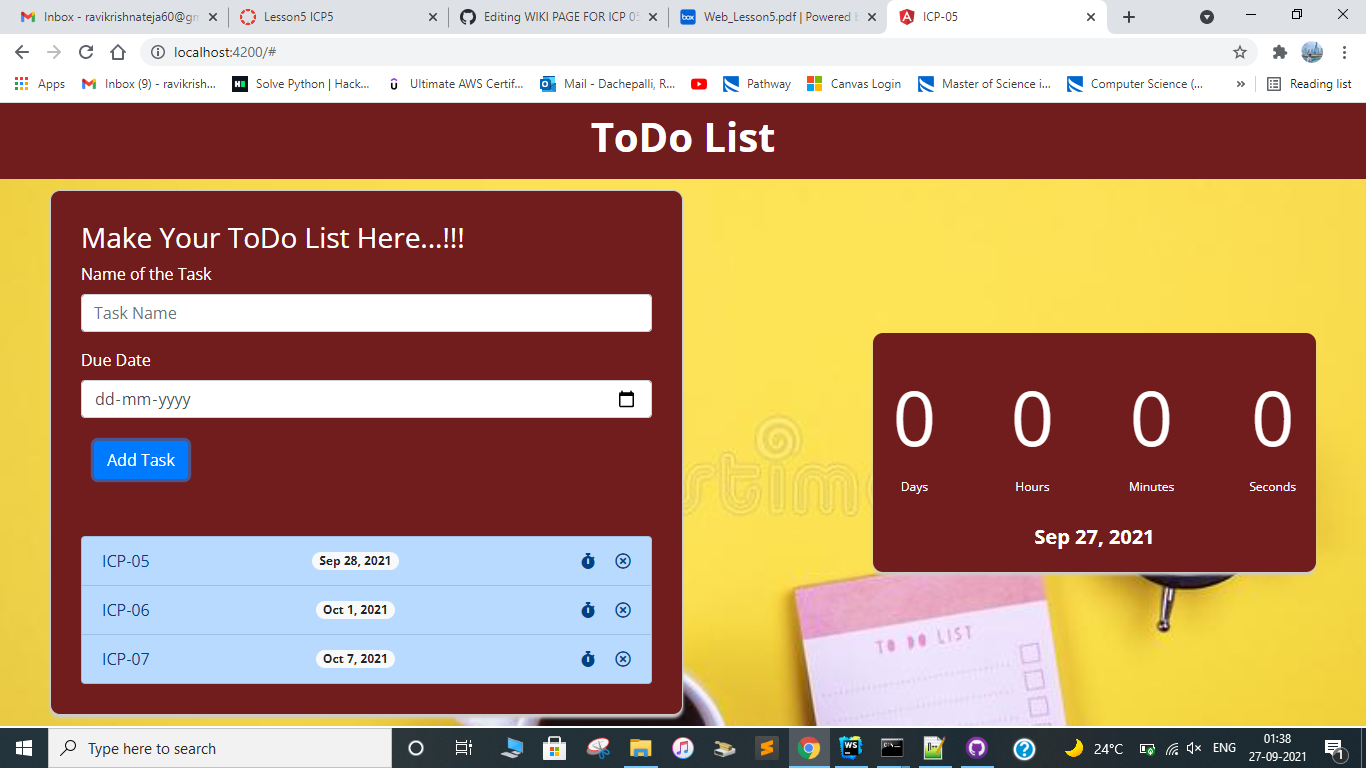 Inbox - ravikrishnateja60@gm
Lesson5 ICP5
Editing WIKI PAGE FOR ICP 05
Web_Lesson5.pdf | Powered b
ICP-05
localhost:4200/#
Apps
Inbox (9) - ravikrish...
Solve Python | Hack...
Ultimate AWS Certif...
Mail - Dachepalli, R...
Pathway
Canvas Login
Master of Science i...
Computer Science (...
»
Reading list
ToDo List
Make Your ToDo List Here...!!!
Name of the Task
Task Name
Due Date
dd-mm-yyyy
Add Task
ICP-05 Sep 28, 2021
ICP-06 Oct 1, 2021
ICP-07 Oct 7, 2021
0 0 0 0
Days Hours Minutes Seconds
Sep 27, 2021
TO DO LIST
Type here to search
24°C
ENG
01:38
27-09-2021